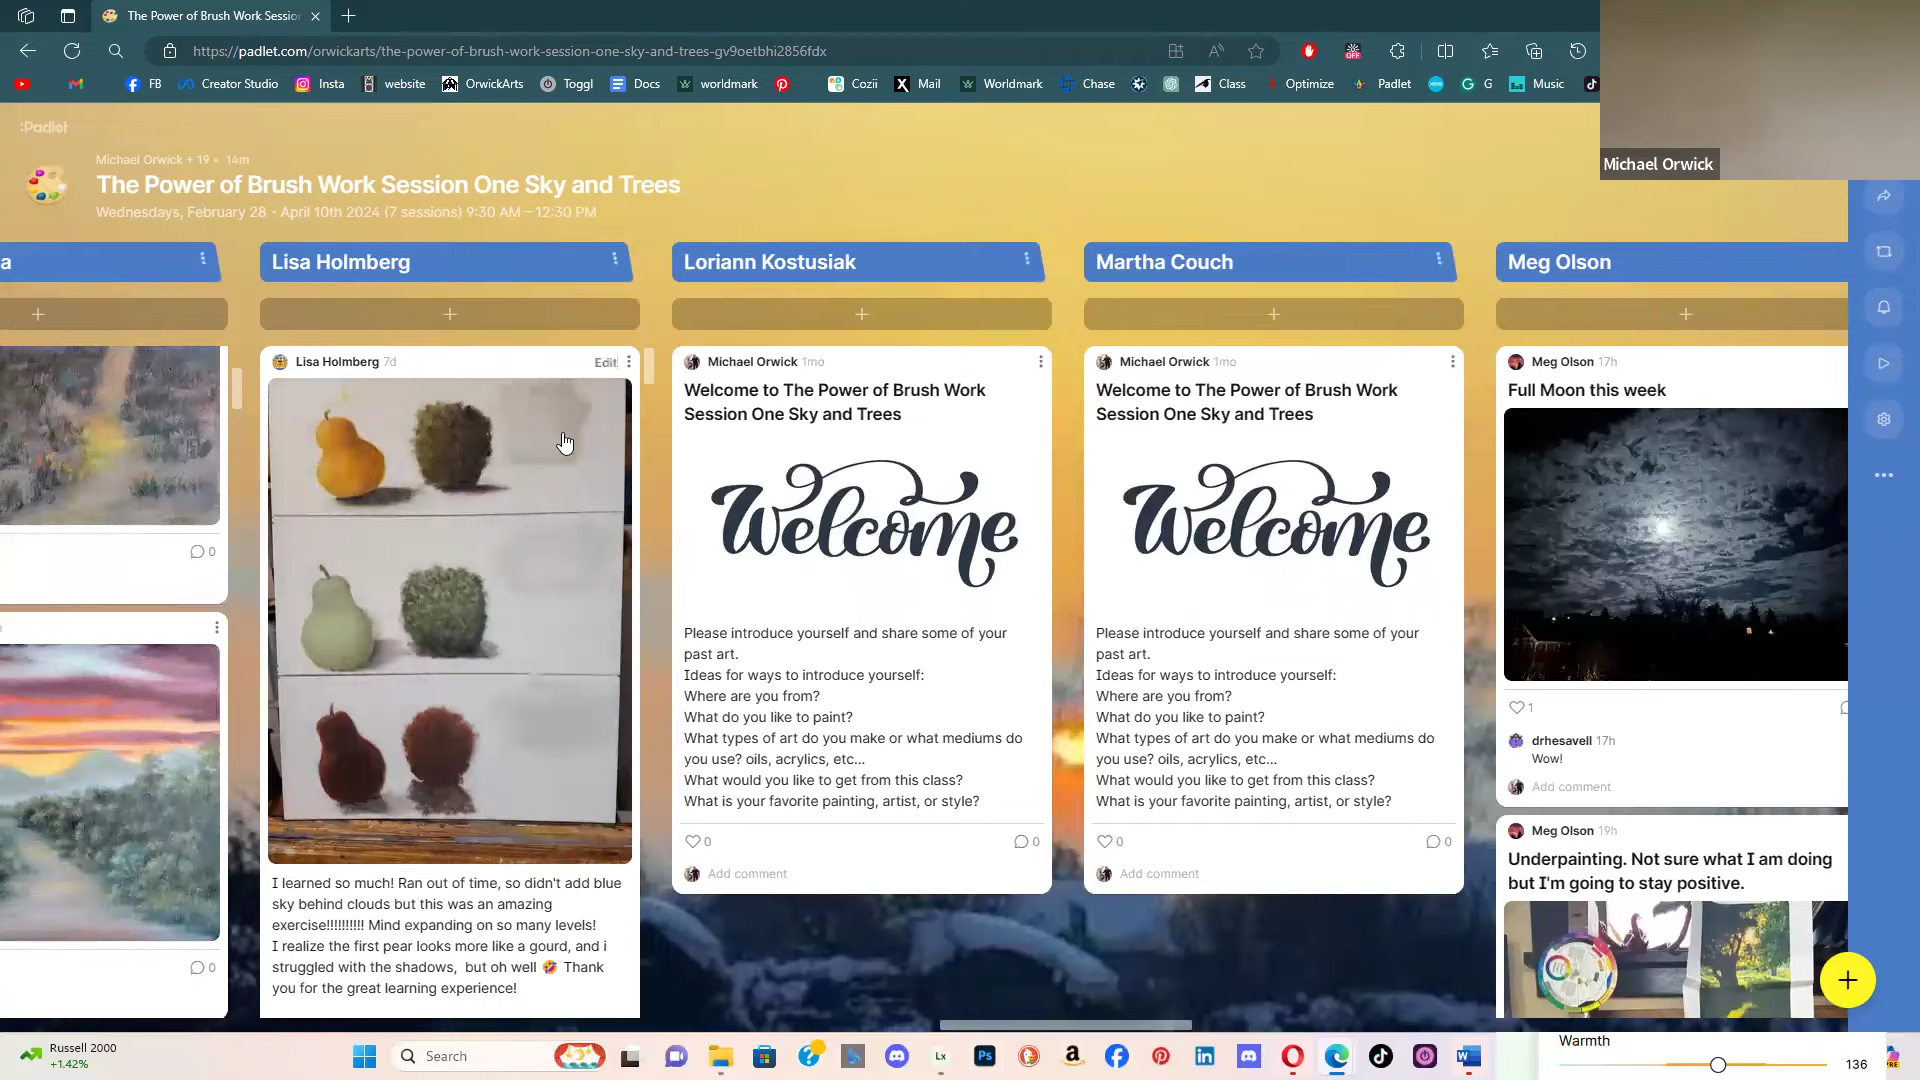 The Power of Brush Work Sessio
https://padlet.com/orwickarts/the-power-of-brush-work-session-one-sky-and-trees-gv9oetbhi2856fdx
OFF
FB
Creator Studio
Insta
website
OrwickArts
Toggl
Docs
worldmark
Cozii
Mail
Worldmark
Chase
Class
Optimize
Padlet
G
Music
Michael Orwick
:Padlet
Michael Orwick + 19 • 14m
The Power of Brush Work Session One Sky and Trees
Wednesdays, February 28 - April 10th 2024 (7 sessions) 9:30 AM – 12:30 PM
a
Lisa Holmberg
Loriann Kostusiak
Martha Couch
Meg Olson
0
0
Lisa Holmberg 7d
Edit
I learned so much! Ran out of time, so didn't add blue
sky behind clouds but this was an amazing
exercise!!!!!!!!!! Mind expanding on so many levels!
I realize the first pear looks more like a gourd, and i
struggled with the shadows, but oh well 🤣 Thank
you for the great learning experience!
Michael Orwick 1mo
Welcome to The Power of Brush Work
Session One Sky and Trees
Welcome
Please introduce yourself and share some of your
past art.
Ideas for ways to introduce yourself:
Where are you from?
What do you like to paint?
What types of art do you make or what mediums do
you use? oils, acrylics, etc...
What would you like to get from this class?
What is your favorite painting, artist, or style?
0
0
Add comment
Michael Orwick 1mo
Welcome to The Power of Brush Work
Session One Sky and Trees
Welcome
Please introduce yourself and share some of your
past art.
Ideas for ways to introduce yourself:
Where are you from?
What do you like to paint?
What types of art do you make or what mediums do
you use? oils, acrylics, etc...
What would you like to get from this class?
What is your favorite painting, artist, or style?
0
0
Add comment
Meg Olson 17h
Full Moon this week
1
drhesavell 17h
Wow!
Add comment
Meg Olson 19h
Underpainting. Not sure what I am doing
but I'm going to stay positive.
Russell 2000
+1.42%
Search
Lx
Ps
Warmth
136